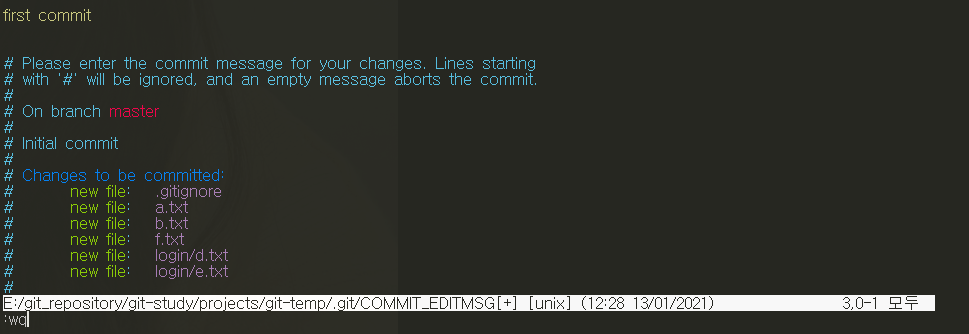 first commit
# Please enter the commit message for your changes. Lines starting
# with '#' will be ignored, and an empty message aborts the commit.
#
# On branch master
#
# Initial commit
#
# Changes to be committed:
#	new file:	.gitignore
#	new file:	a.txt
#	new file:	b.txt
#	new file:	f.txt
#	new file:	login/d.txt
#	new file:	login/e.txt
#
E:/git_repository/git-study/projects/git-temp/.git/COMMIT_EDITMSG[+] [unix] (12:28 13/01/2021) 3,0-1 모두
:wq